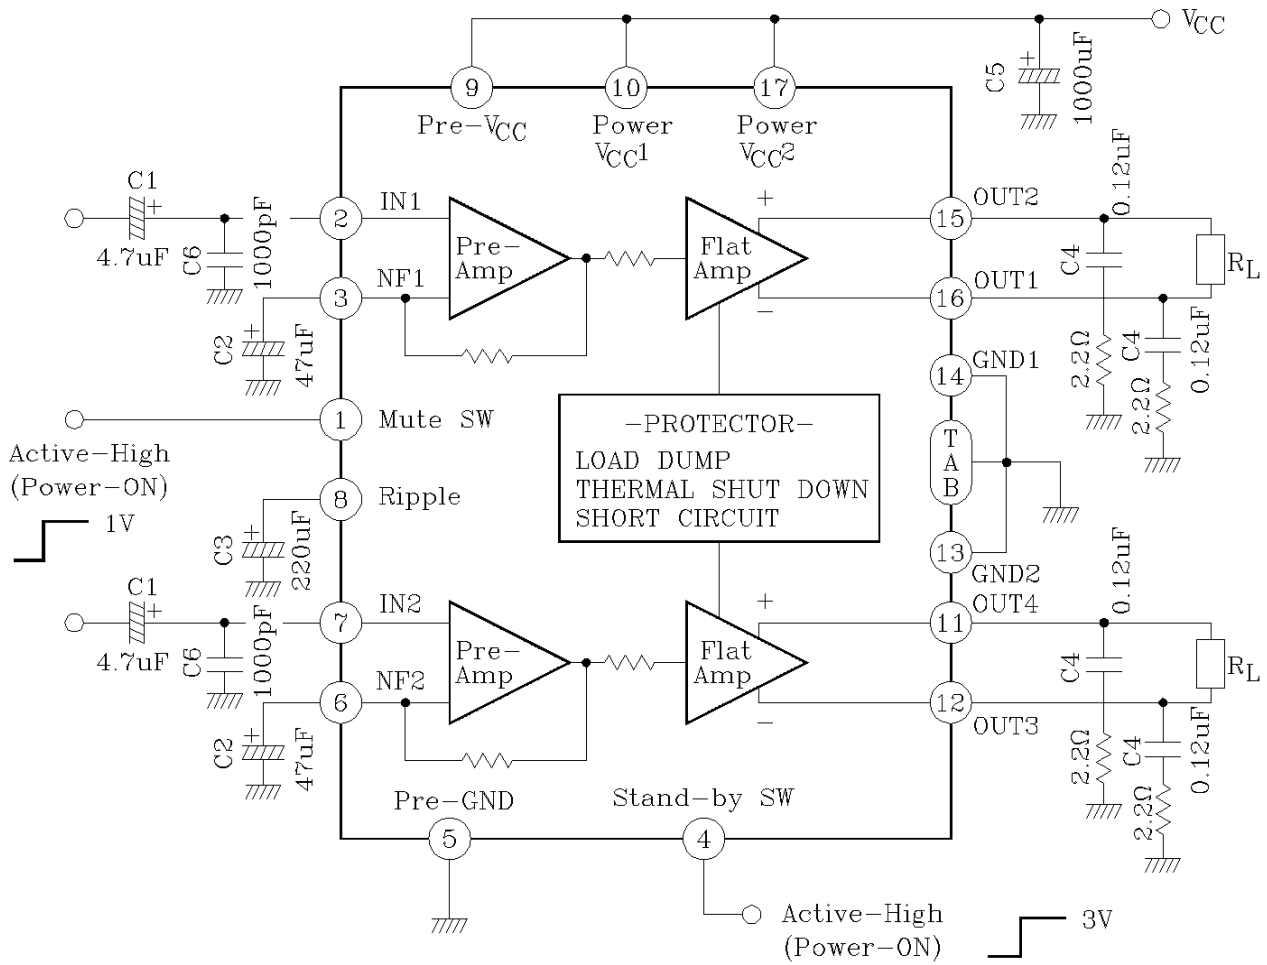 VCC
9
10
17
C5
+
1000uF
Pre-VCC
Power
VCC1
Power
VCC2
C1
+
4.7uF
C6
1000pF
2
IN1
Pre-
Amp
+
Flat
Amp
-
15
OUT2
0.12uF
C4
2.2Ω
RL
3
NF1
+
C2
47uF
16
OUT1
C4
0.12uF
2.2Ω
14
GND1
1
Mute SW
Active-High
(Power-ON)
1V
-PROTECTOR-
LOAD DUMP
THERMAL SHUT DOWN
SHORT CIRCUIT
TAB
8
Ripple
+
C3
220uF
13
GND2
C1
+
4.7uF
C6
1000pF
7
IN2
Pre-
Amp
+
Flat
Amp
-
OUT4
11
0.12uF
C4
2.2Ω
RL
6
NF2
+
C2
47uF
12
OUT3
C4
0.12uF
2.2Ω
Pre-GND
5
Stand-by SW
4
Active-High
(Power-ON)
3V